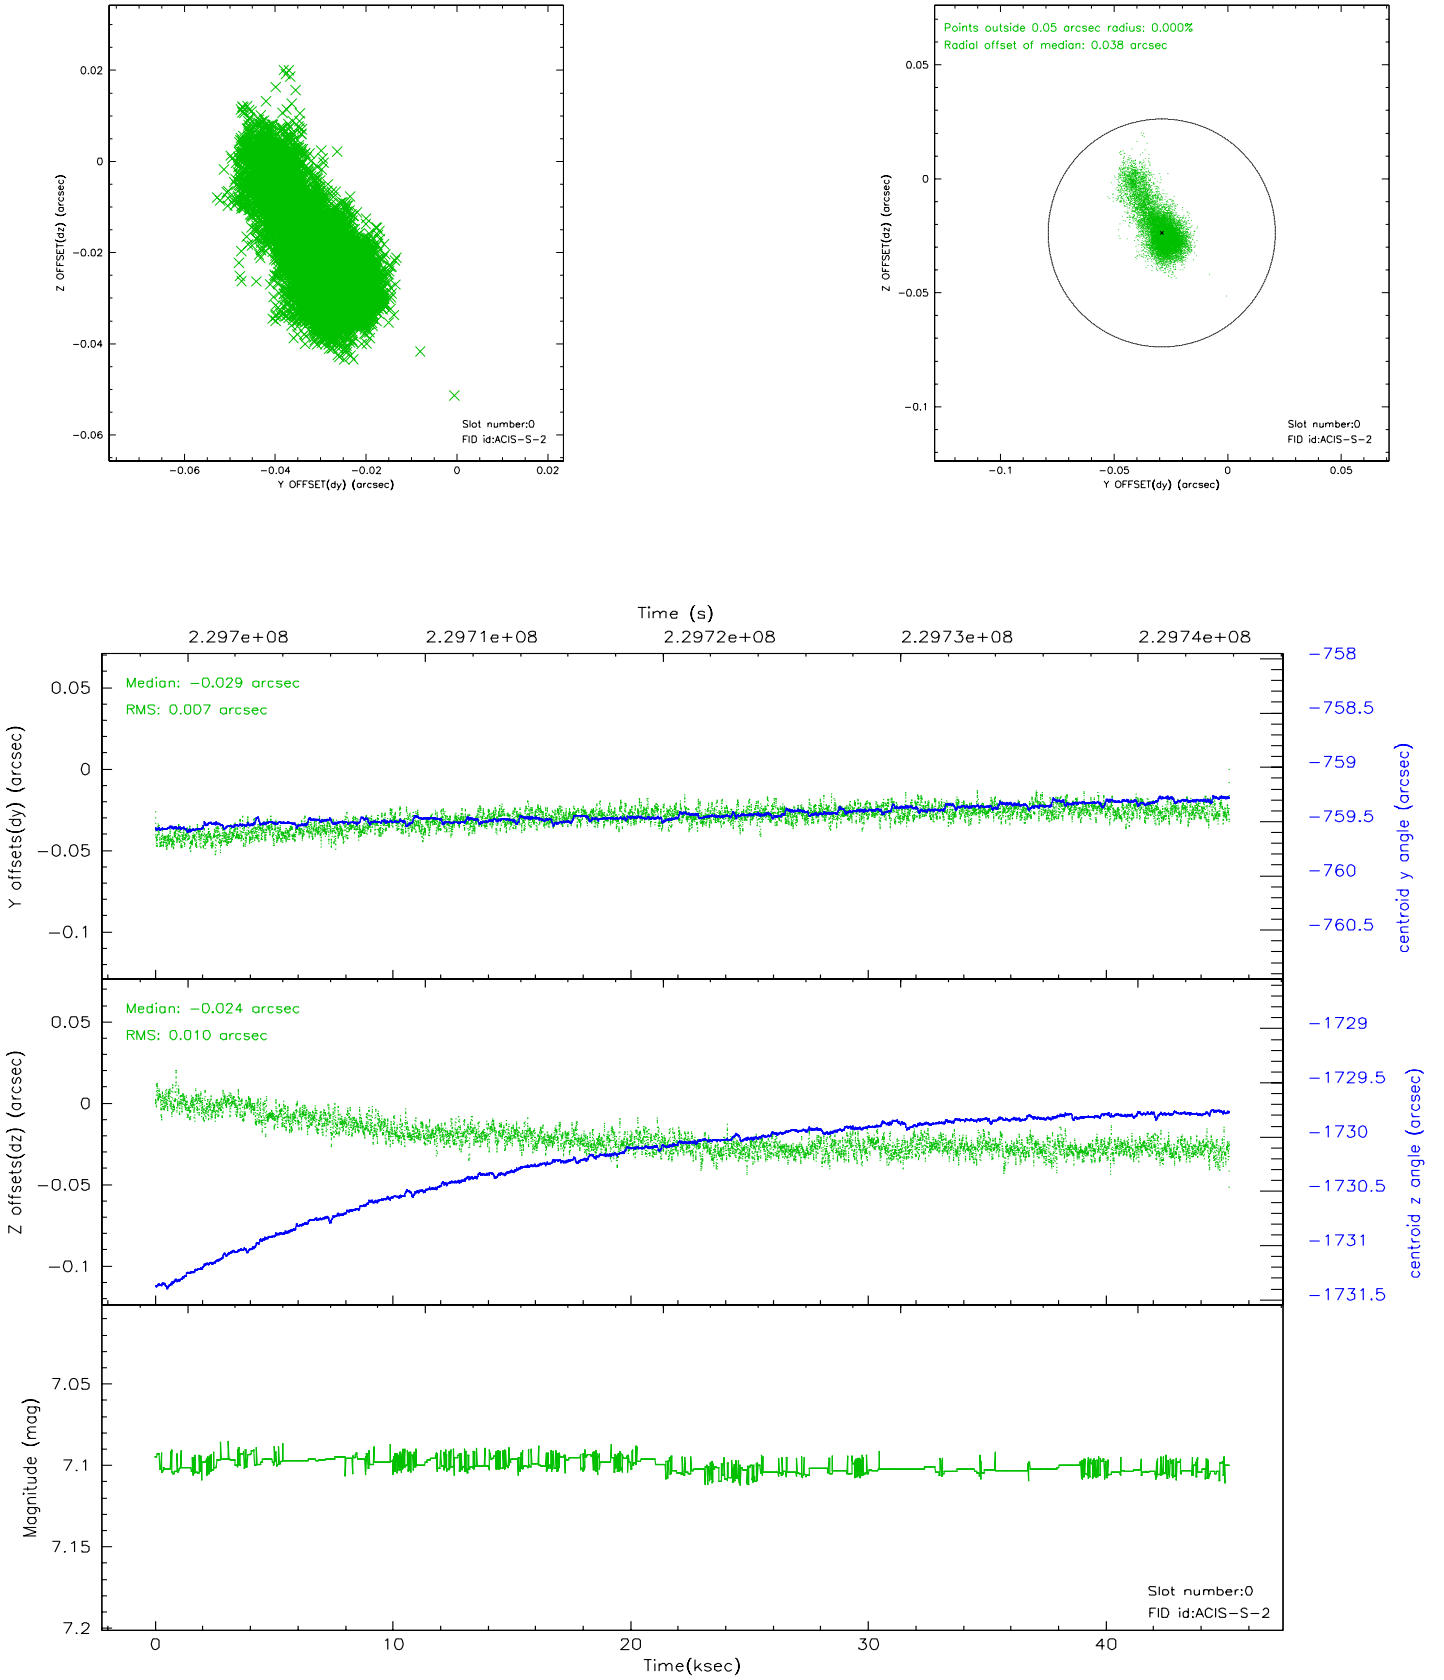 0.02
0
−0.02
−0.04
−0.06
Z OFFSET(dz) (arcsec)
Slot number:0
FID id:ACIS−S−2
−0.06 −0.04 −0.02 0 0.02
Y OFFSET(dy) (arcsec)
Points outside 0.05 arcsec radius: 0.000%
Radial offset of median: 0.038 arcsec
0.05
0
−0.05
−0.1
Z OFFSET(dz) (arcsec)
Slot number:0
FID id:ACIS−S−2
−0.1 −0.05 0 0.05
Y OFFSET(dy) (arcsec)
Time (s)
2.297e+08 2.2971e+08 2.2972e+08 2.2973e+08 2.2974e+08
Median: −0.029 arcsec
RMS: 0.007 arcsec
0.05
0
−0.05
−0.1
Y offsets(dy) (arcsec)
−758
−758.5
−759
−759.5
−760
−760.5
centroid y angle (arcsec)
Median: −0.024 arcsec
RMS: 0.010 arcsec
0.05
0
−0.05
−0.1
Z offsets(dz) (arcsec)
−1729
−1729.5
−1730
−1730.5
−1731
−1731.5
centroid z angle (arcsec)
7.05
7.1
7.15
7.2
Magnitude (mag)
Slot number:0
FID id:ACIS−S−2
0 10 20 30 40
Time(ksec)